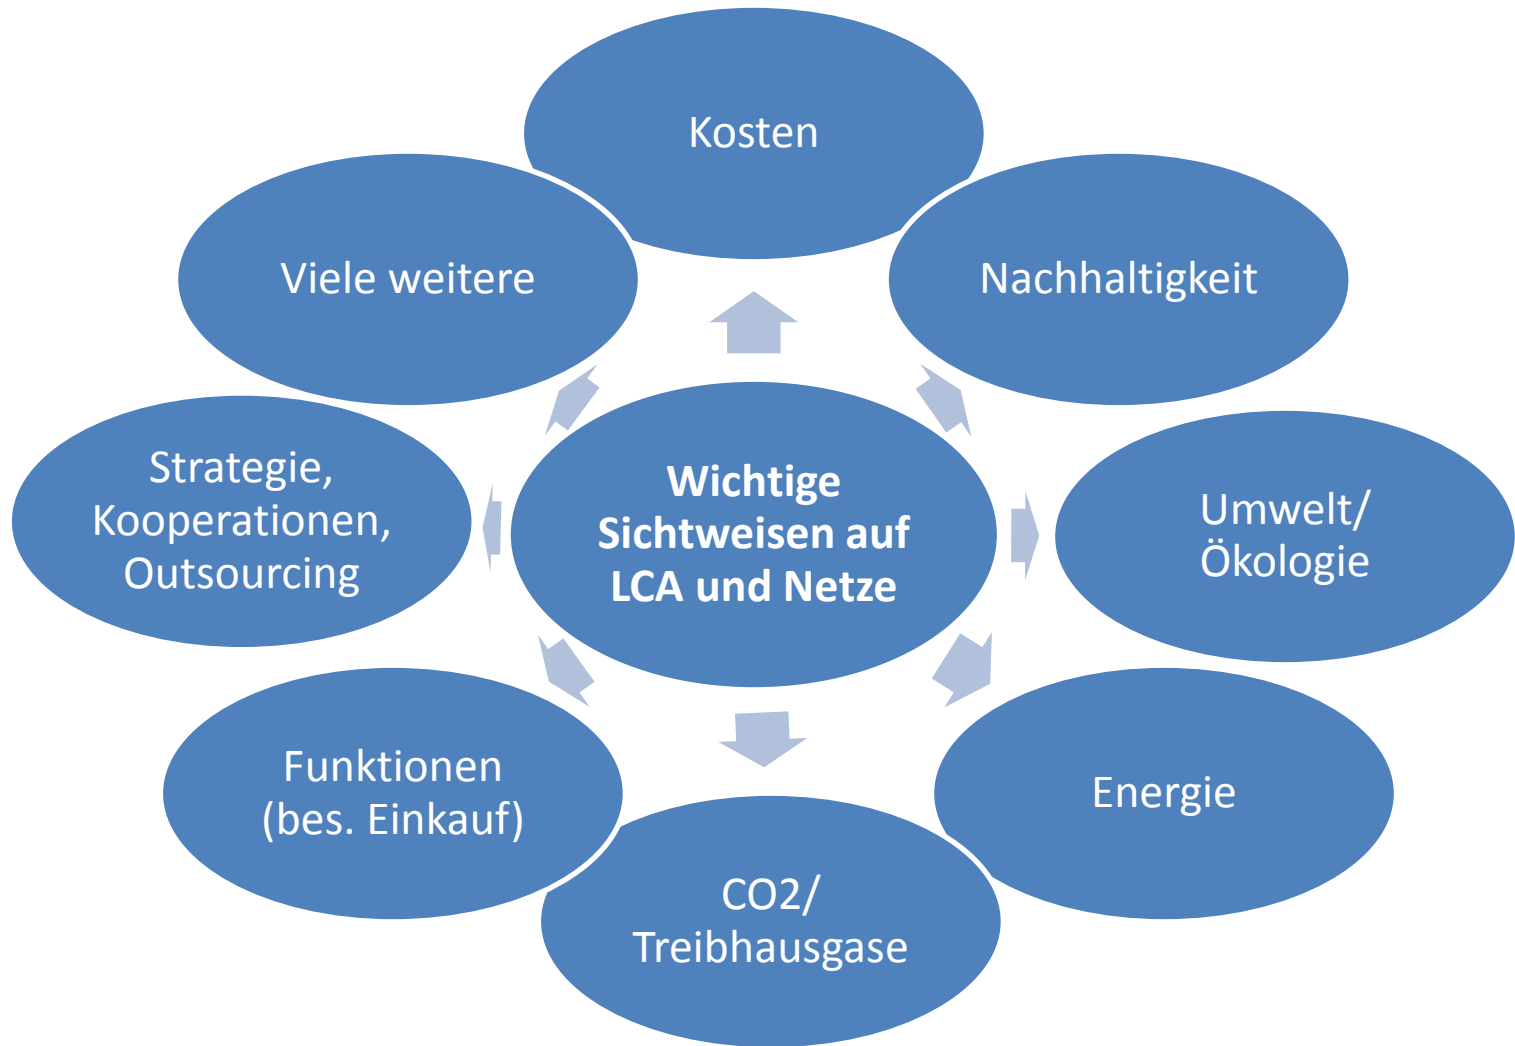 Kosten
Nachhaltigkeit
Umwelt/
Ökologie
Energie
CO2/
Treibhausgase
Funktionen
(bes. Einkauf)
Strategie,
Kooperationen,
Outsourcing
Viele weitere
Wichtige
Sichtweisen auf
LCA und Netze